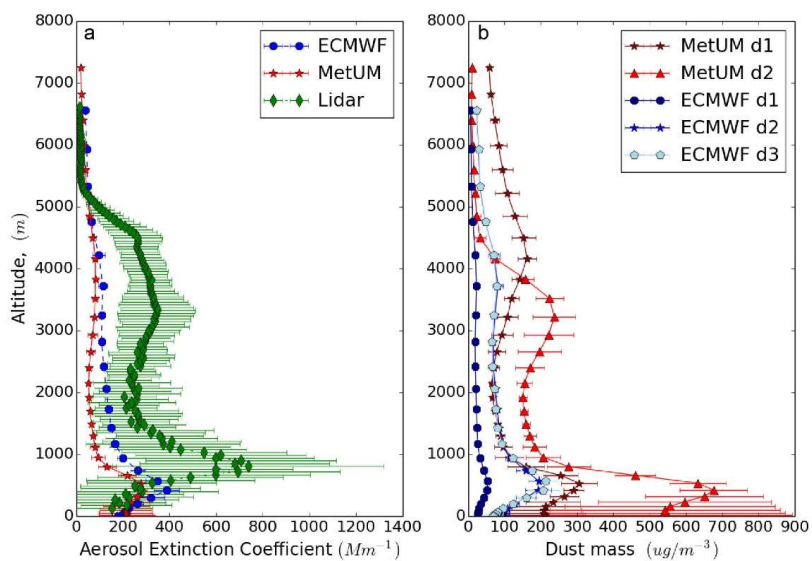 a
ECMWF
MetUM
Lidar
b
MetUM d1
MetUM d2
ECMWF d1
ECMWF d2
ECMWF d3
8000
7000
6000
5000
4000
3000
2000
1000
0
Altitude, (m)
0 200 400 600 800 1000 1200 1400
Aerosol Extinction Coefficient (Mm⁻¹)
8000
7000
6000
5000
4000
3000
2000
1000
0
0 100 200 300 400 500 600 700 800 900
Dust mass (ug/m⁻³)